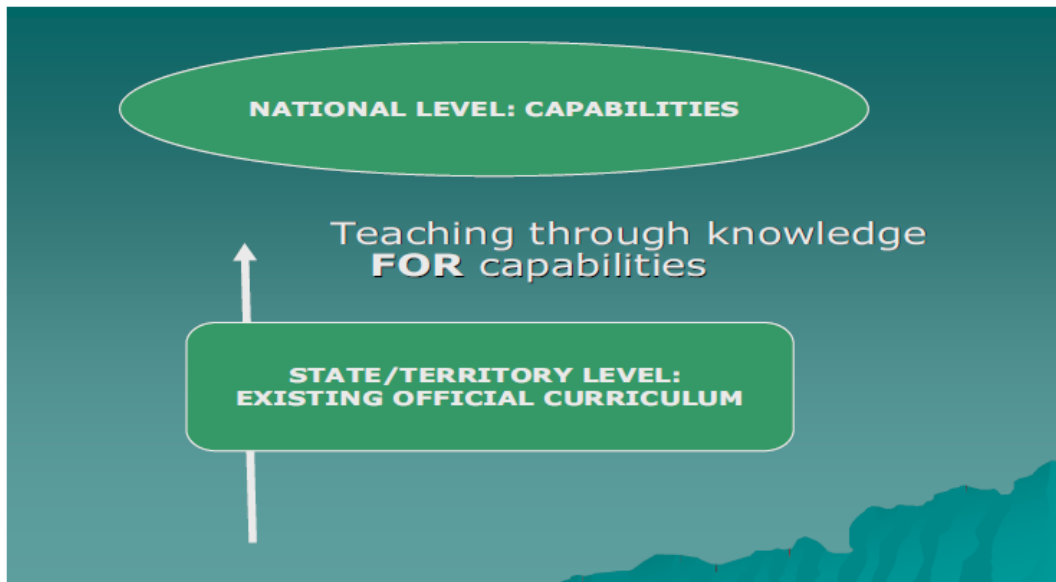 NATIONAL LEVEL: CAPABILITIES
Teaching through knowledge
FOR capabilities
STATE/TERRITORY LEVEL:
EXISTING OFFICIAL CURRICULUM